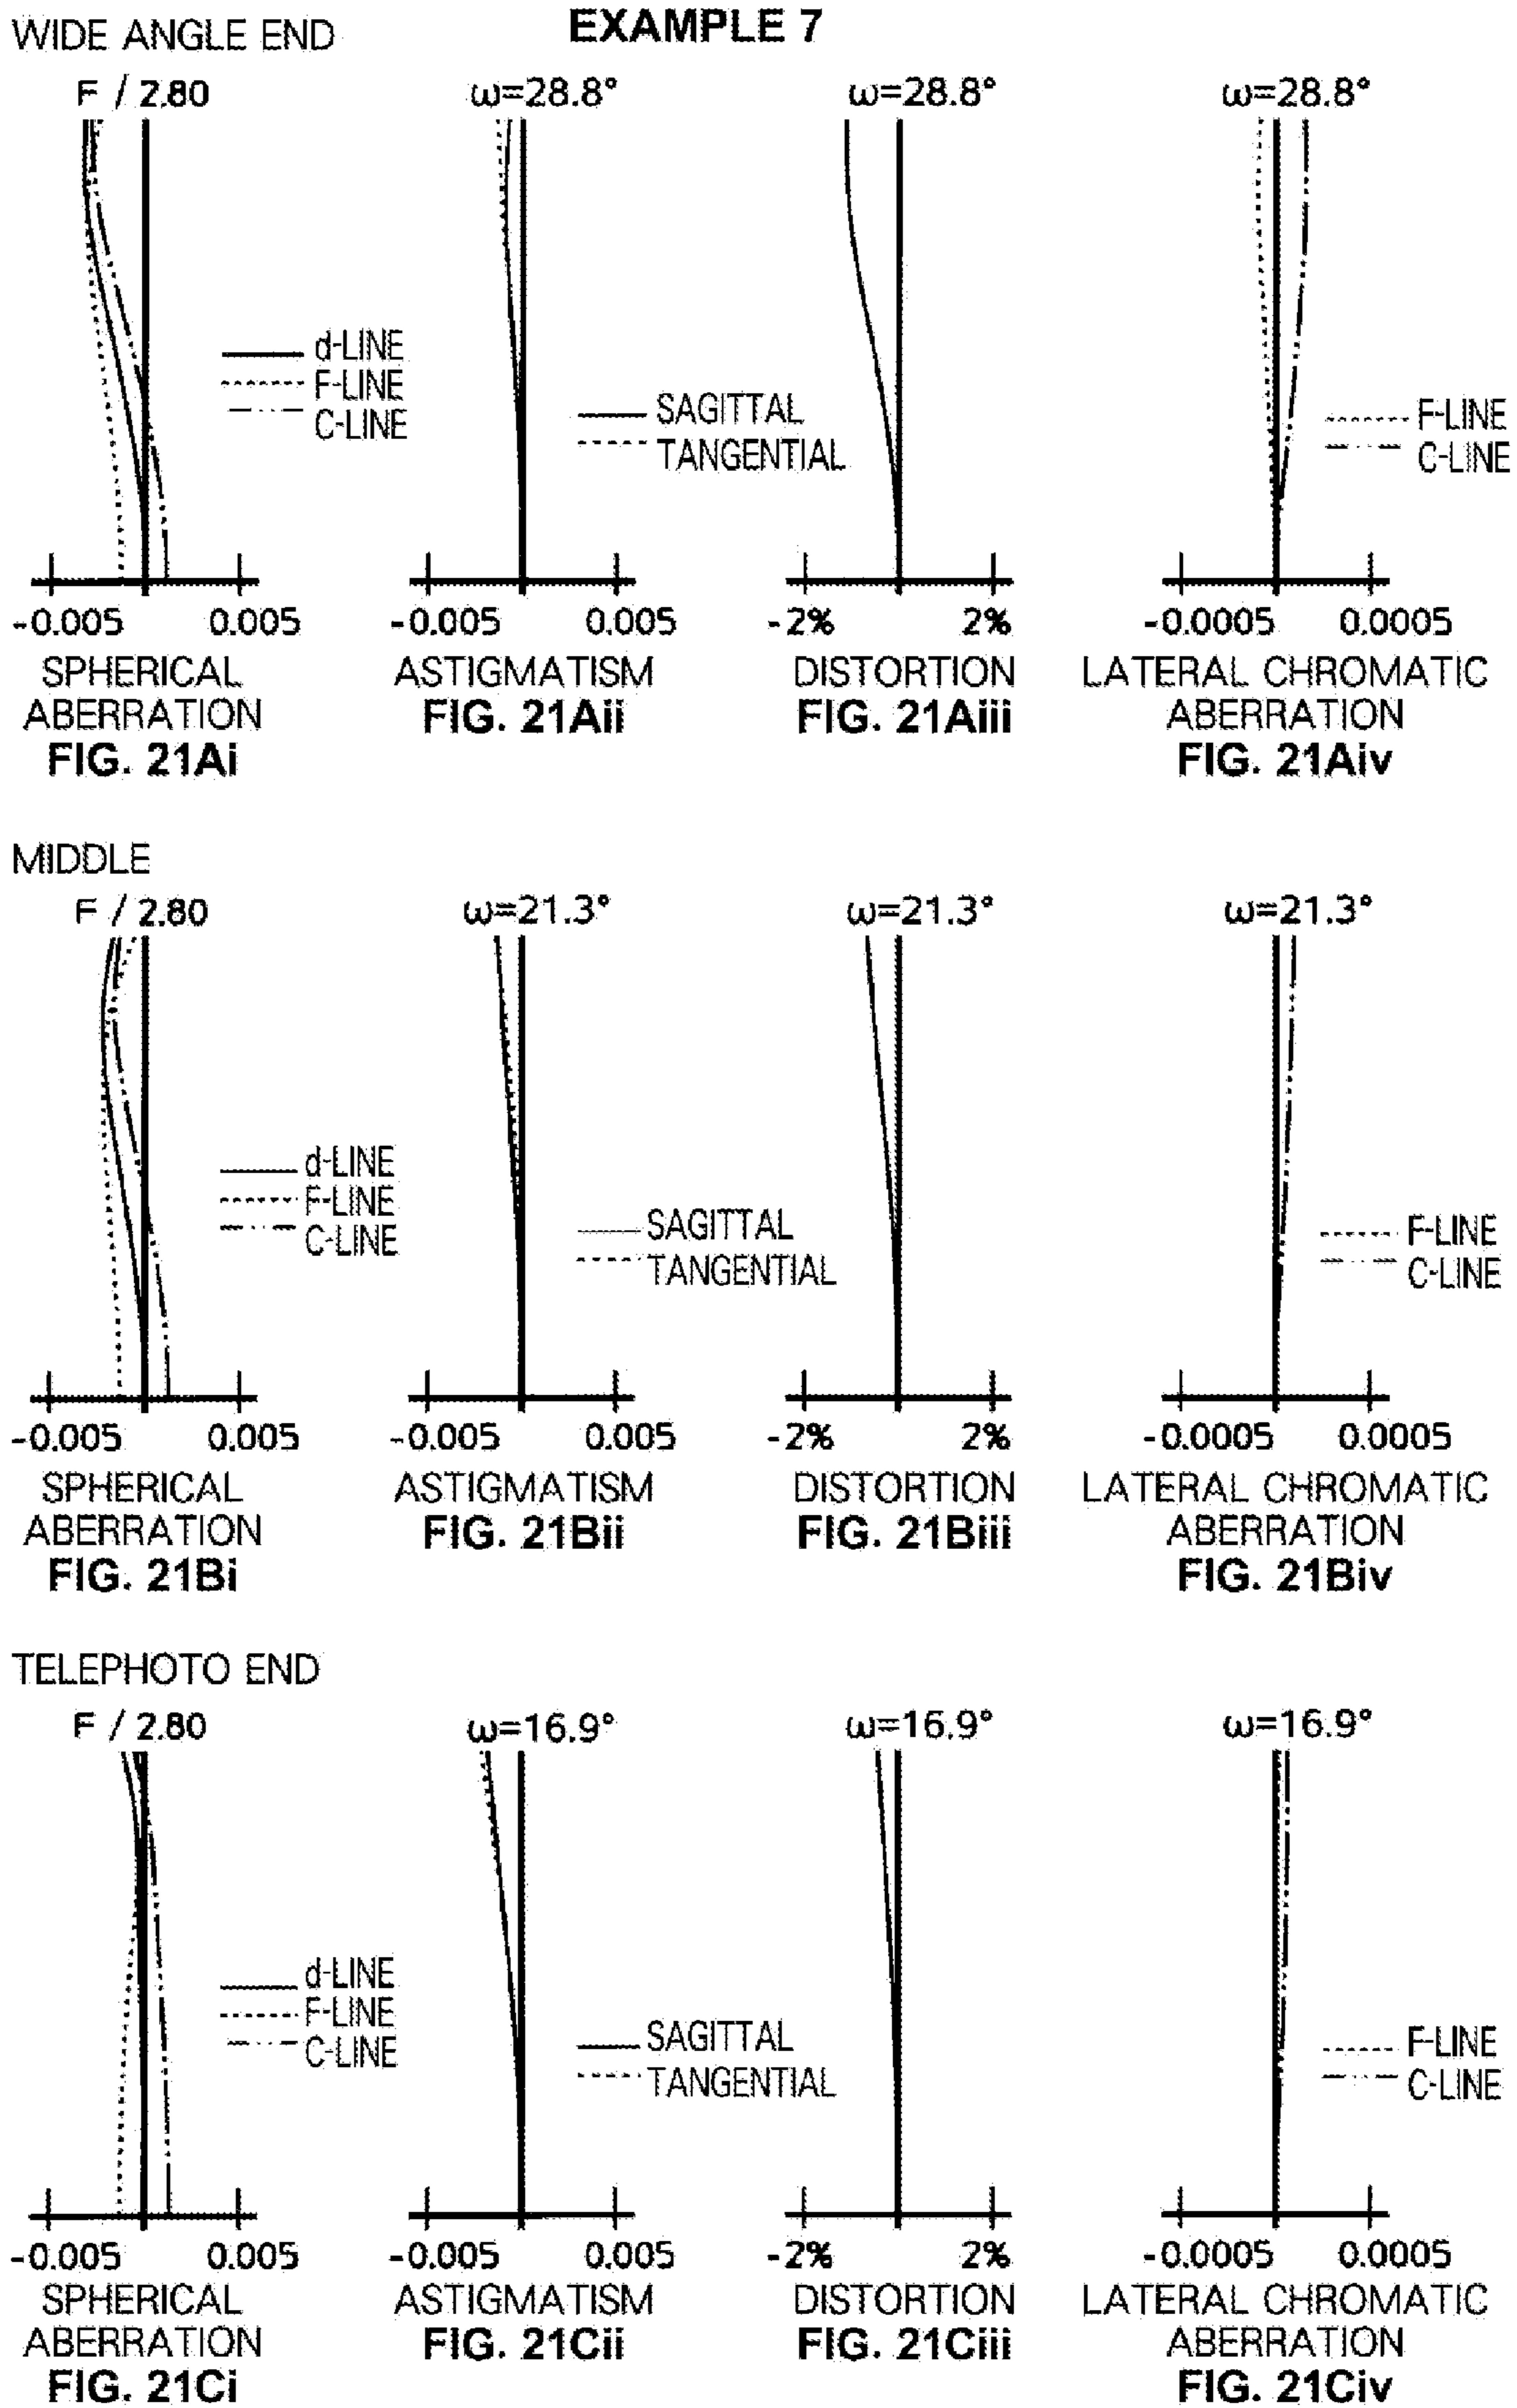 EXAMPLE 7
WIDE ANGLE END
F / 2.80
ω=28.8°
ω=28.8°
ω=28.8°
d-LINE
F-LINE
C-LINE
SAGITTAL
TANGENTIAL
F-LINE
C-LINE
-0.005 0.005
-0.005 0.005
-2% 2%
-0.0005 0.0005
SPHERICAL
ABERRATION
FIG. 21Ai
ASTIGMATISM
FIG. 21Aii
DISTORTION
FIG. 21Aiii
LATERAL CHROMATIC
ABERRATION
FIG. 21Aiv
MIDDLE
F / 2.80
ω=21.3°
ω=21.3°
ω=21.3°
d-LINE
F-LINE
C-LINE
SAGITTAL
TANGENTIAL
F-LINE
C-LINE
-0.005 0.005
-0.005 0.005
-2% 2%
-0.0005 0.0005
SPHERICAL
ABERRATION
FIG. 21Bi
ASTIGMATISM
FIG. 21Bii
DISTORTION
FIG. 21Biii
LATERAL CHROMATIC
ABERRATION
FIG. 21Biv
TELEPHOTO END
F / 2.80
ω=16.9°
ω=16.9°
ω=16.9°
d-LINE
F-LINE
C-LINE
SAGITTAL
TANGENTIAL
F-LINE
C-LINE
-0.005 0.005
-0.005 0.005
-2% 2%
-0.0005 0.0005
SPHERICAL
ABERRATION
FIG. 21Ci
ASTIGMATISM
FIG. 21Cii
DISTORTION
FIG. 21Ciii
LATERAL CHROMATIC
ABERRATION
FIG. 21Civ